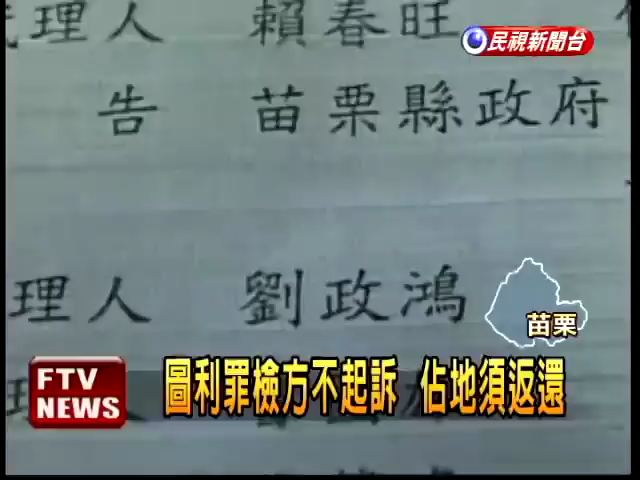 理人 賴春旺
民視新聞台
告 苗栗縣政府
理人 劉政鴻
苗栗
FTV NEWS
圖利罪檢方不起訴 佔地須返還